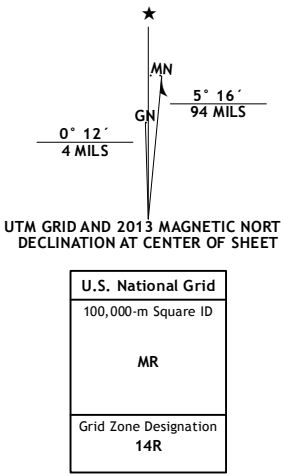 ★
MN
GN
5° 16´
94 MILS
0° 12´
4 MILS
UTM GRID AND 2013 MAGNETIC NORT
DECLINATION AT CENTER OF SHEET
U.S. National Grid
100,000-m Square ID
MR
Grid Zone Designation
14R